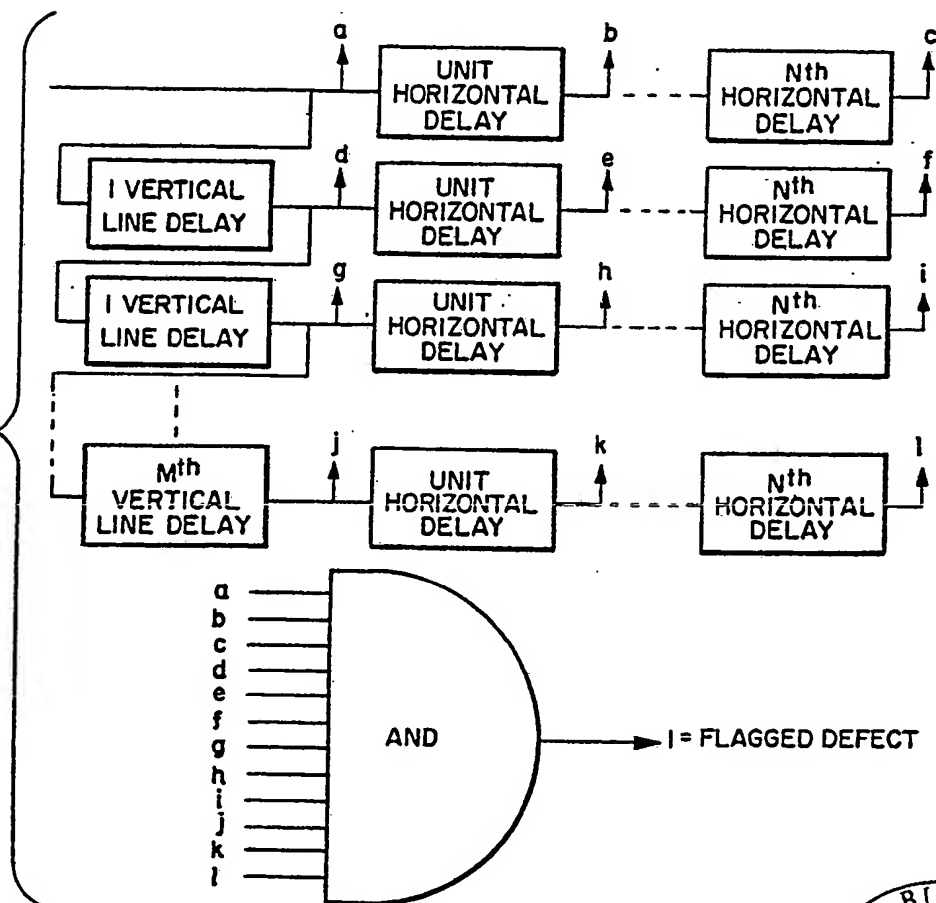 a
b
c
UNIT
HORIZONTAL
DELAY
Nth
HORIZONTAL
DELAY
d
e
f
I VERTICAL
LINE DELAY
UNIT
HORIZONTAL
DELAY
Nth
HORIZONTAL
DELAY
g
h
i
I VERTICAL
LINE DELAY
UNIT
HORIZONTAL
DELAY
Nth
HORIZONTAL
DELAY
j
k
l
Mth
VERTICAL
LINE DELAY
UNIT
HORIZONTAL
DELAY
Nth
HORIZONTAL
DELAY
a
b
c
d
e
f
g
h
i
j
k
l
AND
I = FLAGGED DEFECT
BU